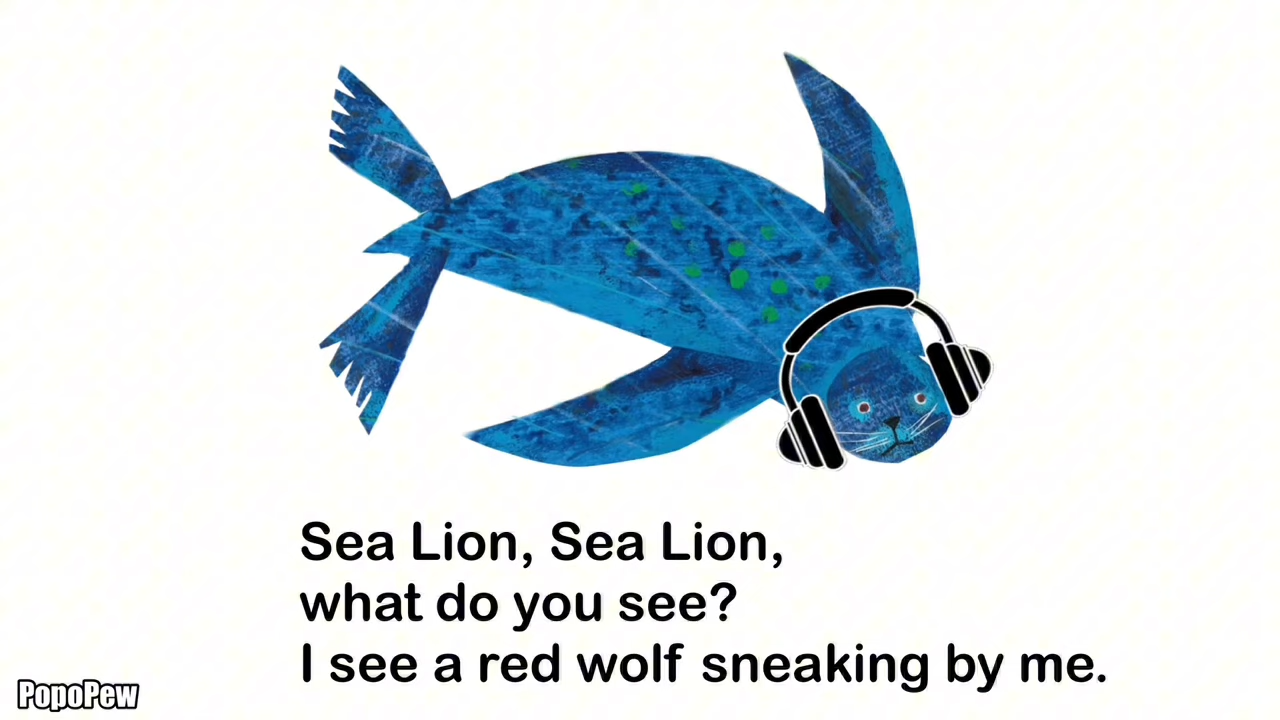 Sea Lion, Sea Lion,
what do you see?
I see a red wolf sneaking by me.
PopoPew